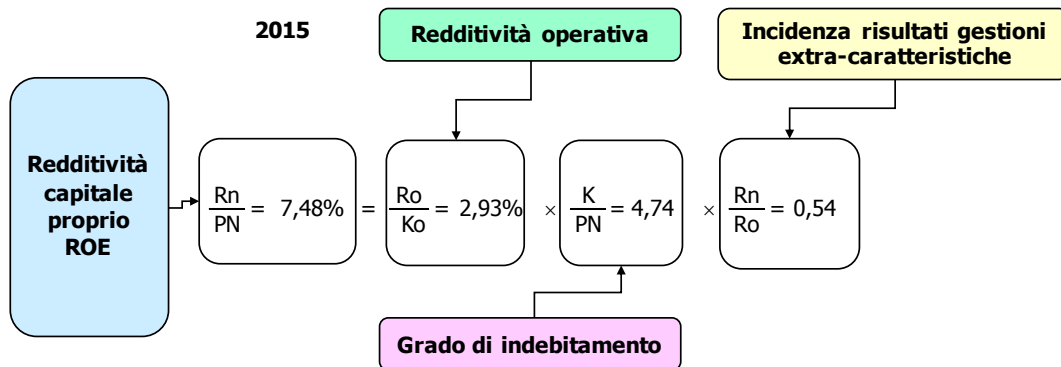 2015
Redditività operativa
Incidenza risultati gestioni
extra-caratteristiche
Redditività
capitale
proprio
ROE
Rn/PN = 7,48% = Ro/Ko = 2,93% × K/PN = 4,74 × Rn/Ro = 0,54
Grado di indebitamento